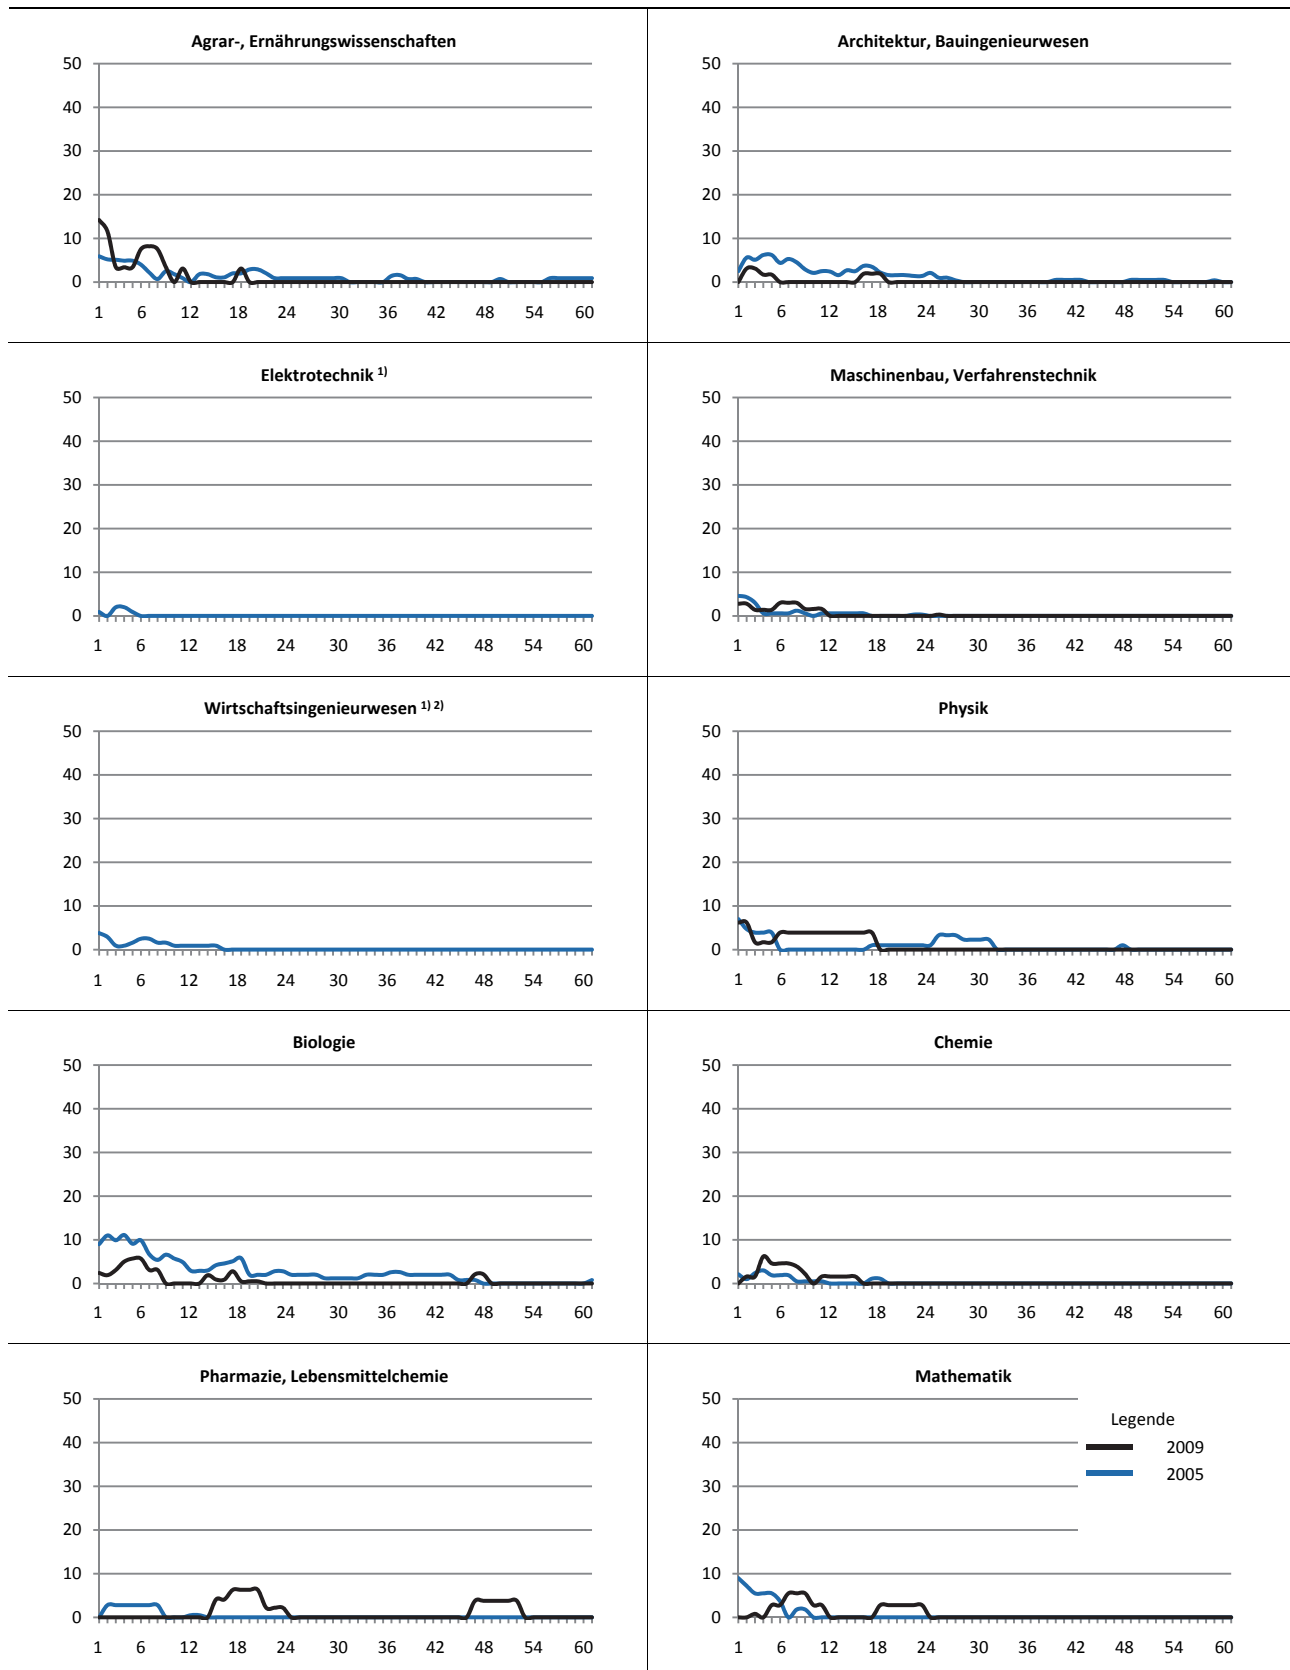 Agrar-, Ernährungswissenschaften
50
40
30
20
10
0
1 6 12 18 24 30 36 42 48 54 60
Architektur, Bauingenieurwesen
50
40
30
20
10
0
1 6 12 18 24 30 36 42 48 54 60
Elektrotechnik 1)
50
40
30
20
10
0
1 6 12 18 24 30 36 42 48 54 60
Maschinenbau, Verfahrenstechnik
50
40
30
20
10
0
1 6 12 18 24 30 36 42 48 54 60
Wirtschaftsingenieurwesen 1) 2)
50
40
30
20
10
0
1 6 12 18 24 30 36 42 48 54 60
Physik
50
40
30
20
10
0
1 6 12 18 24 30 36 42 48 54 60
Biologie
50
40
30
20
10
0
1 6 12 18 24 30 36 42 48 54 60
Chemie
50
40
30
20
10
0
1 6 12 18 24 30 36 42 48 54 60
Pharmazie, Lebensmittelchemie
50
40
30
20
10
0
1 6 12 18 24 30 36 42 48 54 60
Mathematik
50
40
30
20
10
0
1 6 12 18 24 30 36 42 48 54 60
Legende
2009
2005